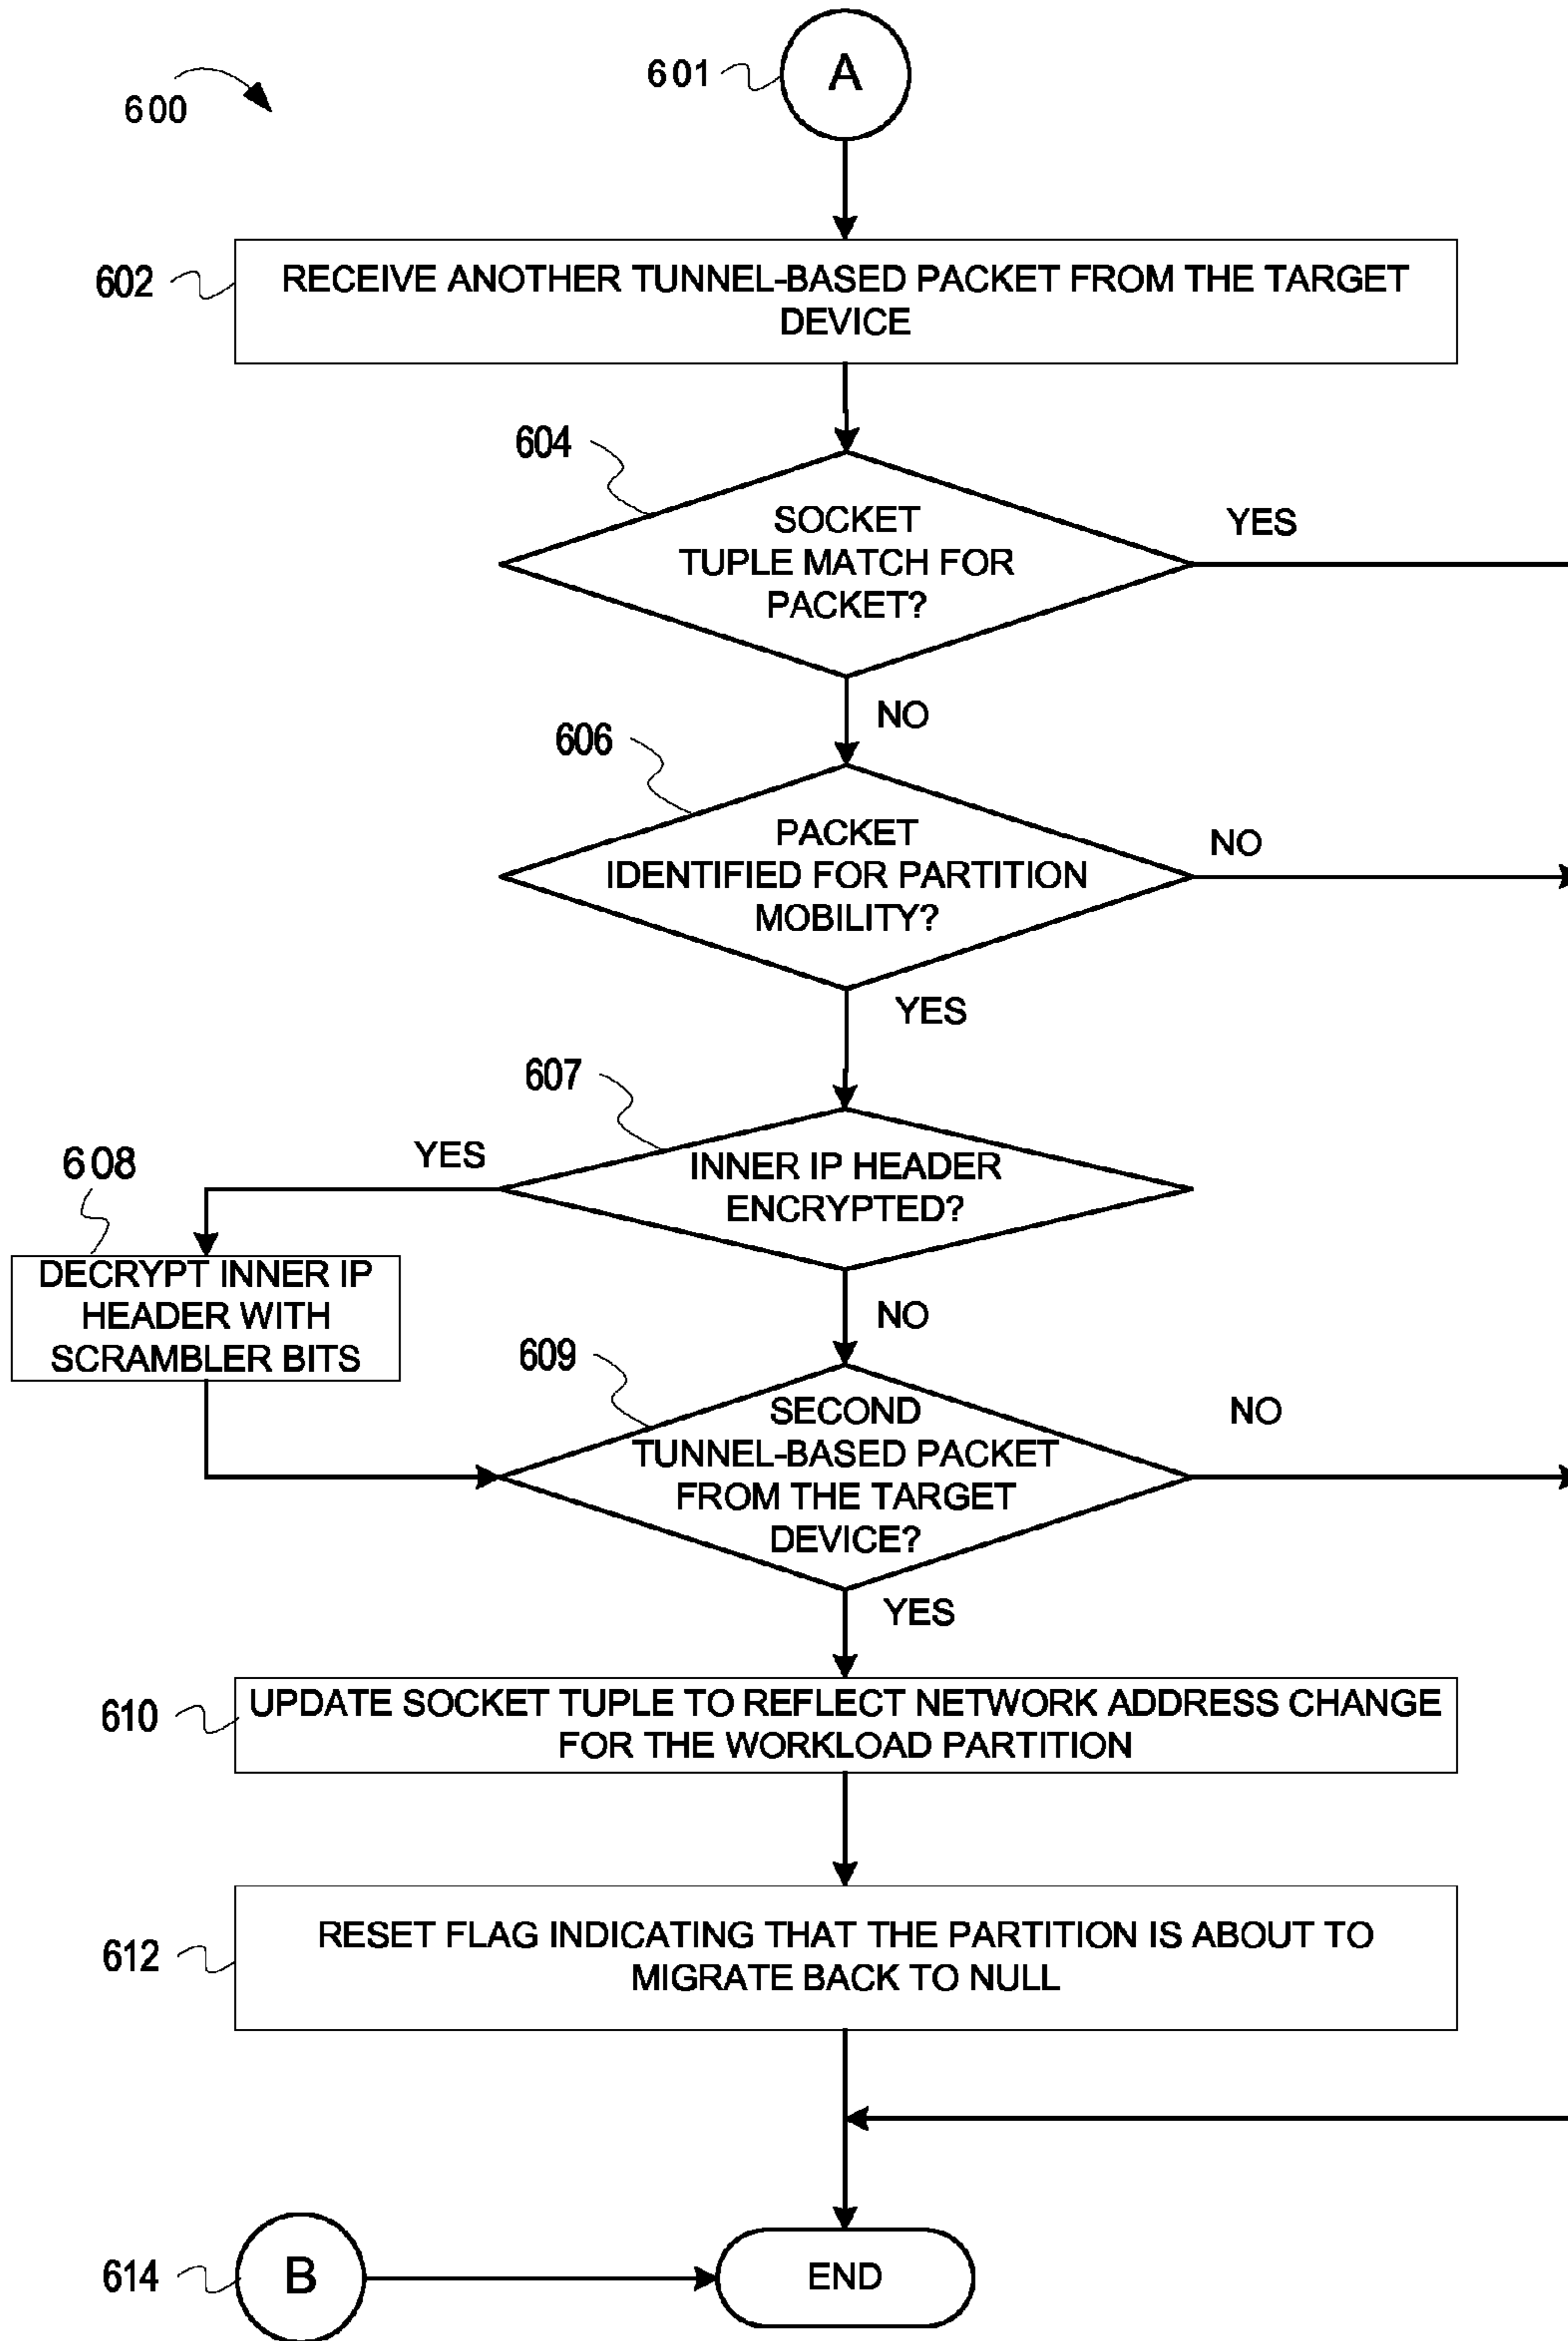 600
601
A
602
RECEIVE ANOTHER TUNNEL-BASED PACKET FROM THE TARGET
DEVICE
604
SOCKET
TUPLE MATCH FOR
PACKET?
YES
NO
606
PACKET
IDENTIFIED FOR PARTITION
MOBILITY?
NO
YES
607
INNER IP HEADER
ENCRYPTED?
YES
608
DECRYPT INNER IP
HEADER WITH
SCRAMBLER BITS
NO
609
SECOND
TUNNEL-BASED PACKET
FROM THE TARGET
DEVICE?
NO
YES
610
UPDATE SOCKET TUPLE TO REFLECT NETWORK ADDRESS CHANGE
FOR THE WORKLOAD PARTITION
612
RESET FLAG INDICATING THAT THE PARTITION IS ABOUT TO
MIGRATE BACK TO NULL
614
B
END